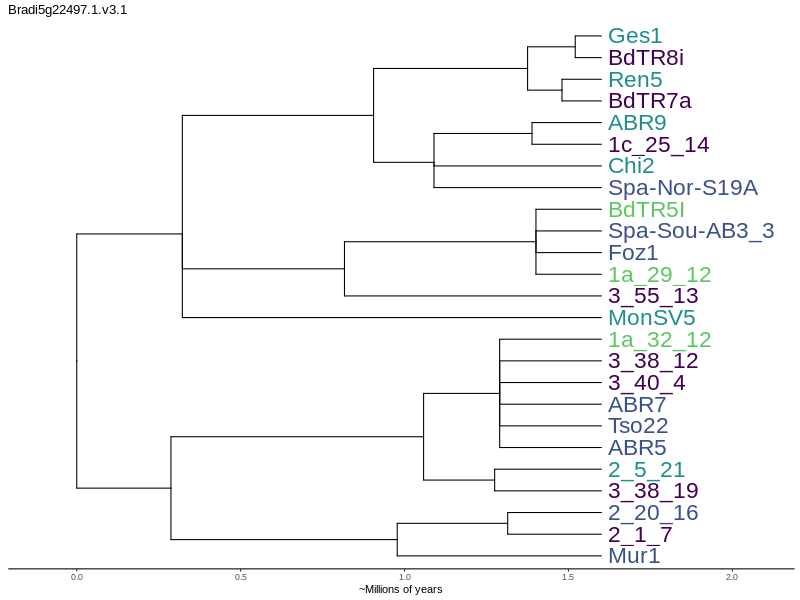 Bradi5g22497.1.v3.1
Ges1
BdTR8i
Ren5
BdTR7a
ABR9
1c_25_14
Chi2
Spa-Nor-S19A
BdTR5I
Spa-Sou-AB3_3
Foz1
1a_29_12
3_55_13
MonSV5
1a_32_12
3_38_12
3_40_4
ABR7
Tso22
ABR5
2_5_21
3_38_19
2_20_16
2_1_7
Mur1
0.0 0.5 1.0 1.5 2.0
~Millions of years